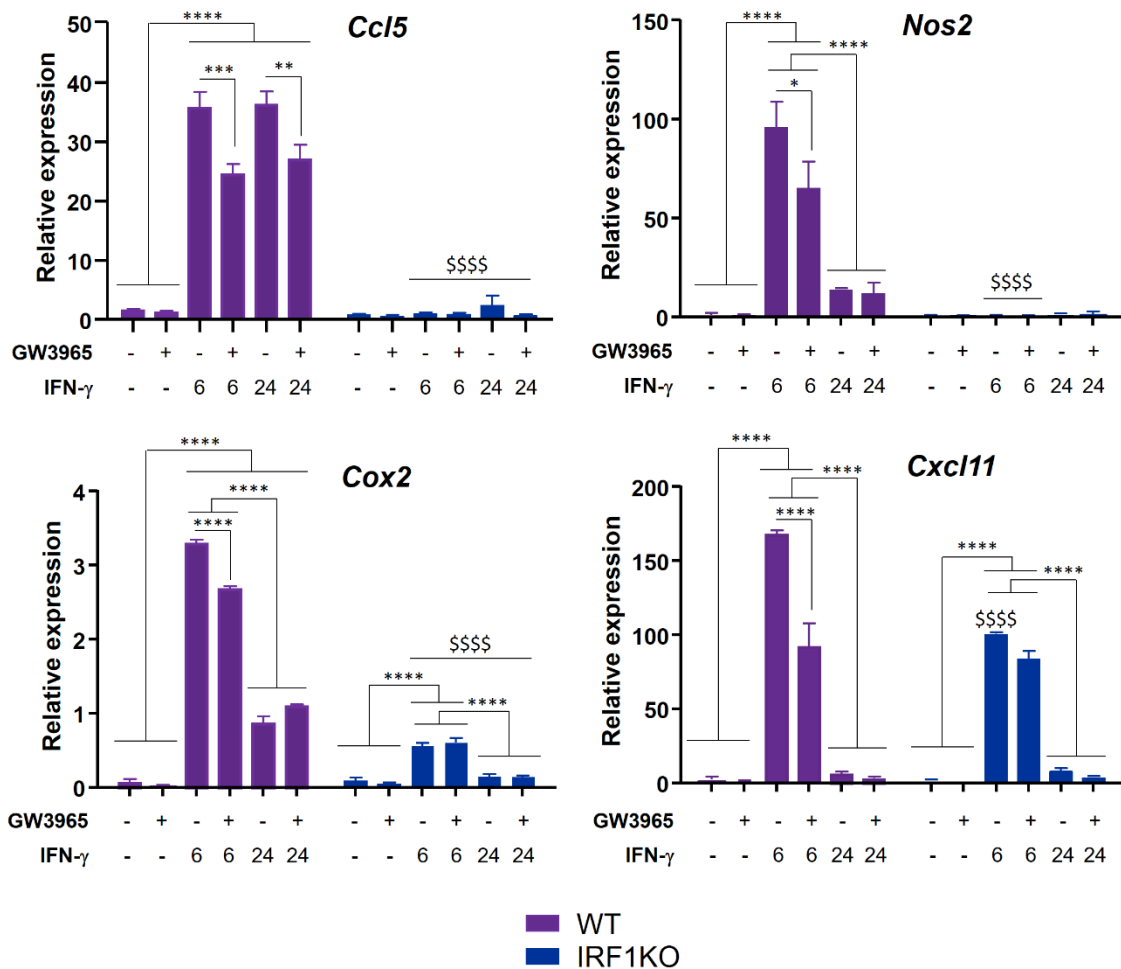 Ccl5
****
***
**
$$$$
50
40
30
20
10
0
Relative expression
GW3965 - + - + - + - + - + - +
IFN-γ - - 6 6 24 24 - - 6 6 24 24
Nos2
****
****
*
$$$$
150
100
50
0
Relative expression
GW3965 - + - + - + - + - + - +
IFN-γ - - 6 6 24 24 - - 6 6 24 24
Cox2
****
****
****
$$$$
****
****
4
3
2
1
0
Relative expression
GW3965 - + - + - + - + - + - +
IFN-γ - - 6 6 24 24 - - 6 6 24 24
Cxcl11
****
****
****
****
****
$$$$
200
150
100
50
0
Relative expression
GW3965 - + - + - + - + - + - +
IFN-γ - - 6 6 24 24 - - 6 6 24 24
WT
IRF1KO